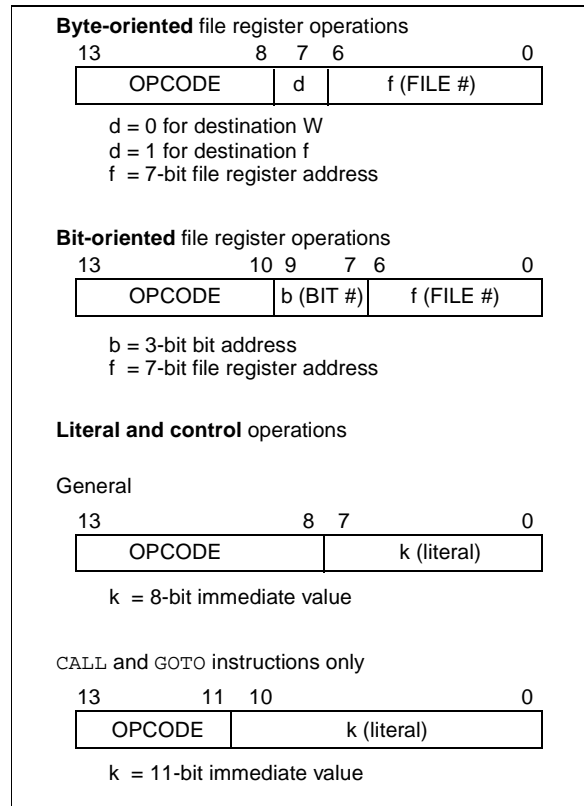 Byte-oriented file register operations
13 8 7 6 0
OPCODE d f (FILE #)
d = 0 for destination W
d = 1 for destination f
f = 7-bit file register address
Bit-oriented file register operations
13 10 9 7 6 0
OPCODE b (BIT #) f (FILE #)
b = 3-bit bit address
f = 7-bit file register address
Literal and control operations
General
13 8 7 0
OPCODE k (literal)
k = 8-bit immediate value
CALL and GOTO instructions only
13 11 10 0
OPCODE k (literal)
k = 11-bit immediate value